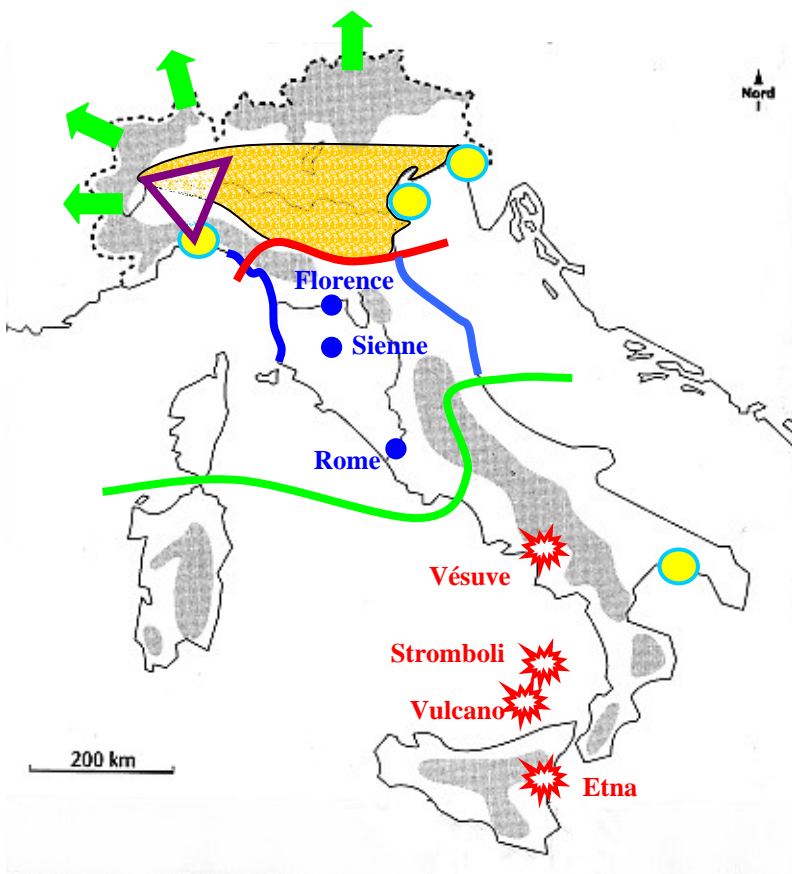 Nord
Florence
Sienne
Rome
Vésuve
Stromboli
Vulcano
200 km
Etna